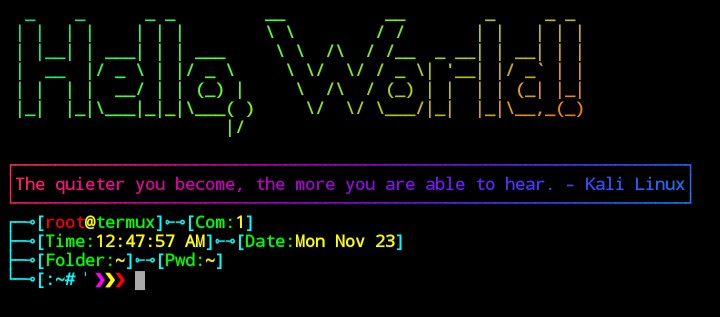 Hello, World!
The quieter you become, the more you are able to hear. - Kali Linux
[root@termux]-[Com:1]
[Time:12:47:57 AM]-[Date:Mon Nov 23]
[Folder:~]-[Pwd:~]
[:~# ' ❯❯❯